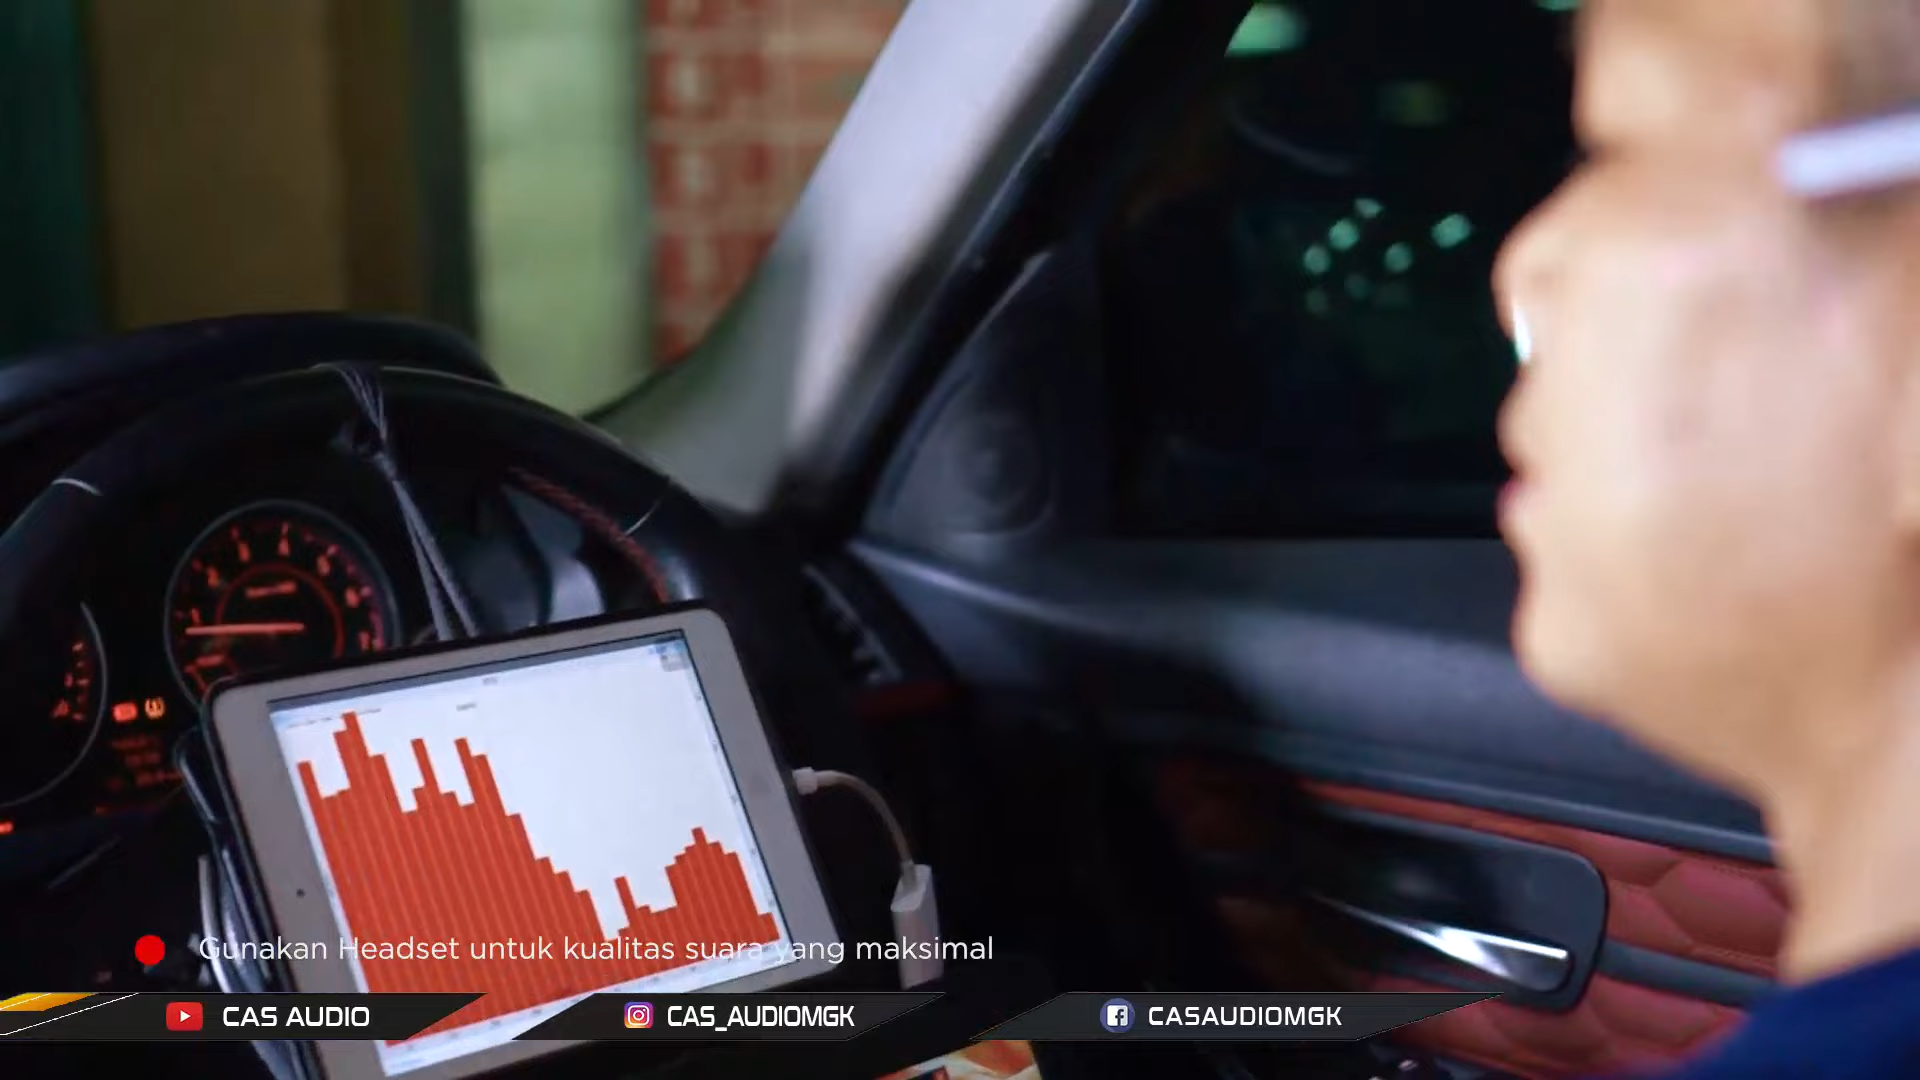 Gunakan Headset untuk kualitas suara yang maksimal
CAS AUDIO
CAS_AUDIOMGK
CASAUDIOMGK